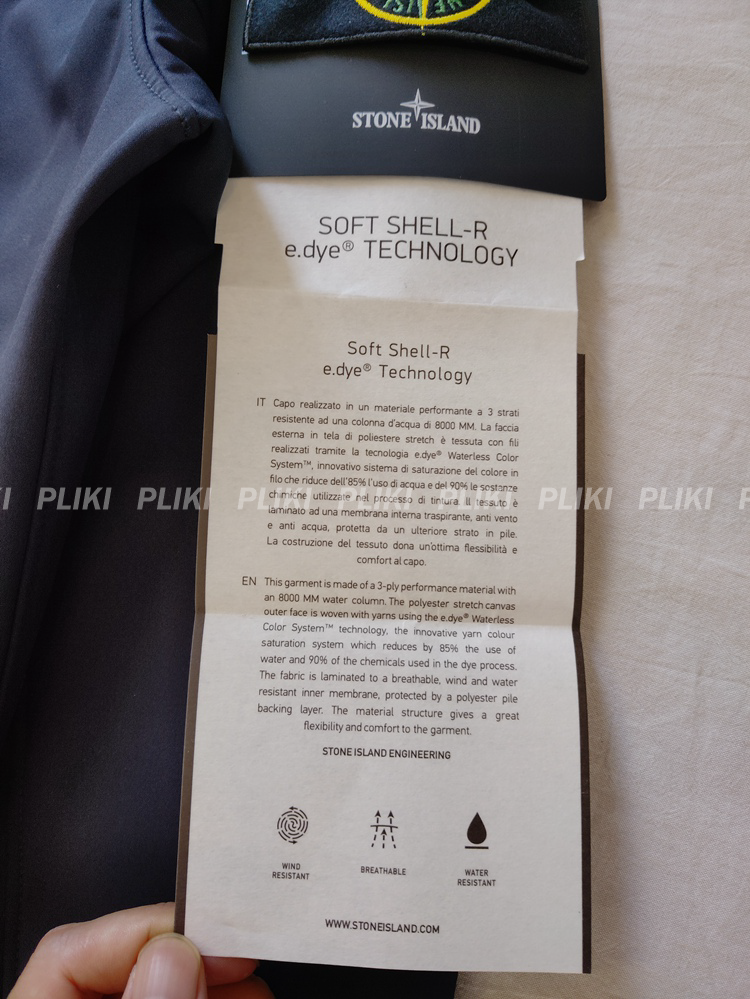 STONE ISLAND
SOFT SHELL-R
e.dye® TECHNOLOGY
Soft Shell-R
e.dye® Technology
IT Capo realizzato in un materiale performante a 3 strati
resistente ad una colonna d'acqua di 8000 MM. La faccia
esterna in tela di poliestere stretch è tessuta con fili
realizzati tramite la tecnologia e.dye® Waterless Color
System™, innovativo sistema di saturazione del colore in
filo che riduce dell'85% l'uso di acqua e del 90% le sostanze
chimiche utilizzate nel processo di tintura. Il tessuto è
PLIKI PLIKI PLIKI PLIKI PLIKI PLIKI PLIKI
laminato ad una membrana interna traspirante, anti vento
e anti acqua, protetta da un ulteriore strato in pile.
La costruzione del tessuto dona un'ottima flessibilità e
comfort al capo.
EN This garment is made of a 3-ply performance material with
an 8000 MM water column. The polyester stretch canvas
outer face is woven with yarns using the e.dye® Waterless
Color System™ technology, the innovative yarn colour
saturation system which reduces by 85% the use of
water and 90% of the chemicals used in the dye process.
The fabric is laminated to a breathable, wind and water
resistant inner membrane, protected by a polyester pile
backing layer. The material structure gives a great
flexibility and comfort to the garment.
STONE ISLAND ENGINEERING
WIND
RESISTANT
BREATHABLE
WATER
RESISTANT
WWW.STONEISLAND.COM